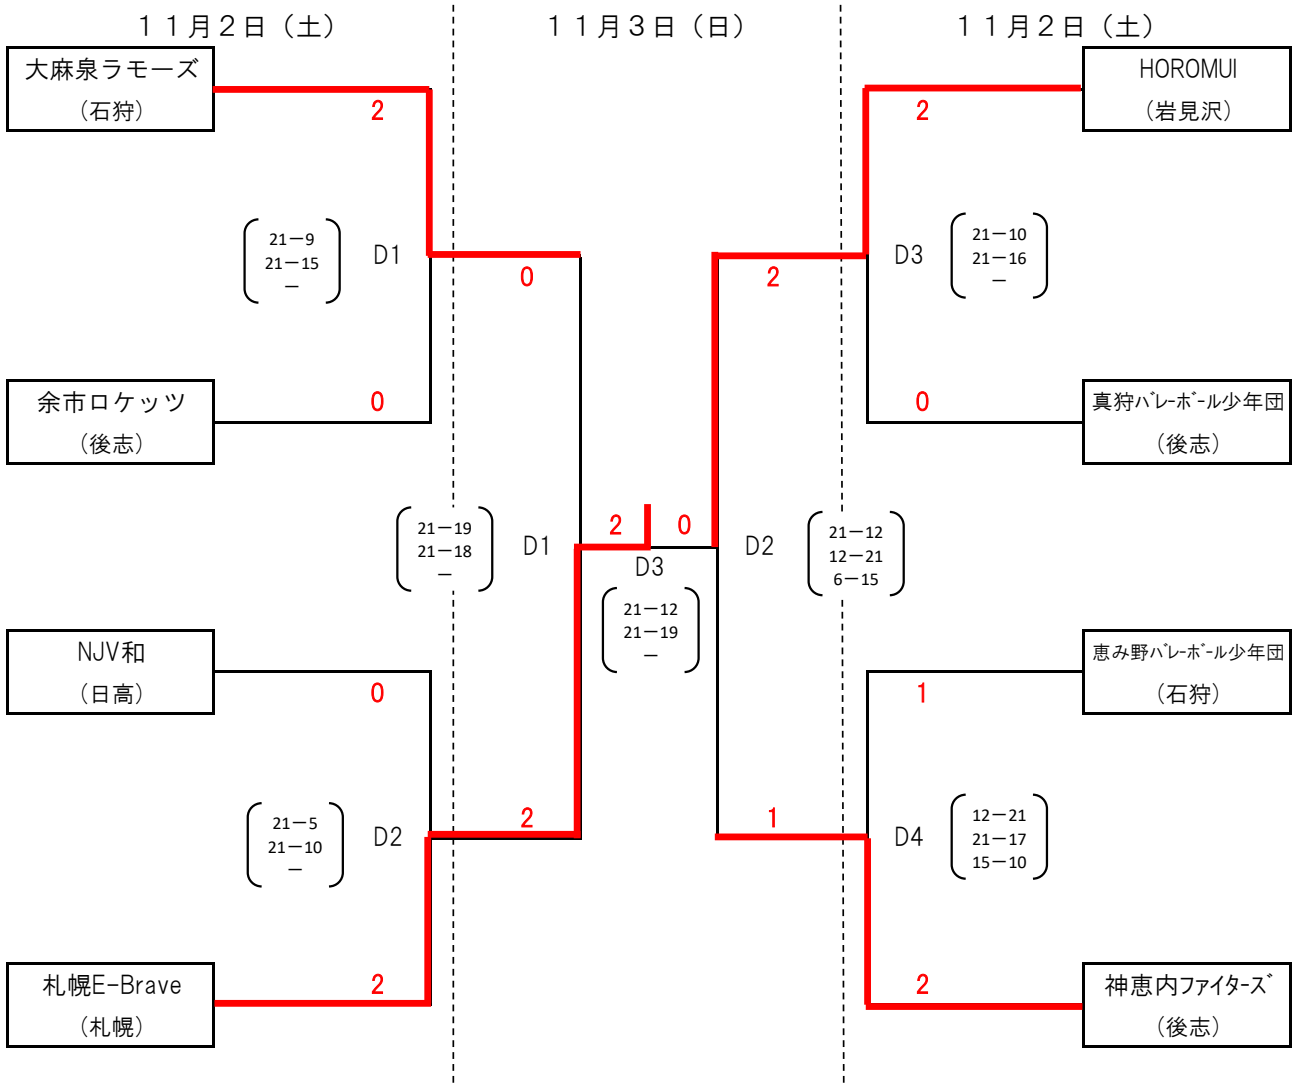 １１月２日（土）
１１月３日（日）
１１月２日（土）
大麻泉ラモーズ
（石狩）
2
2
HOROMUI
（岩見沢）
21－9
21－15
－
D1
0
2
D3
21－10
21－16
－
余市ロケッツ
（後志）
0
0
真狩ﾊﾞﾚｰﾎﾞｰﾙ少年団
（後志）
21－19
21－18
－
D1
2
0
D3
21－12
21－19
－
D2
21－12
12－21
6－15
NJV和
（日高）
0
1
恵み野ﾊﾞﾚｰﾎﾞｰﾙ少年団
（石狩）
21－5
21－10
－
D2
2
1
D4
12－21
21－17
15－10
札幌E-Brave
（札幌）
2
2
神恵内ﾌｧｲﾀｰｽﾞ
（後志）